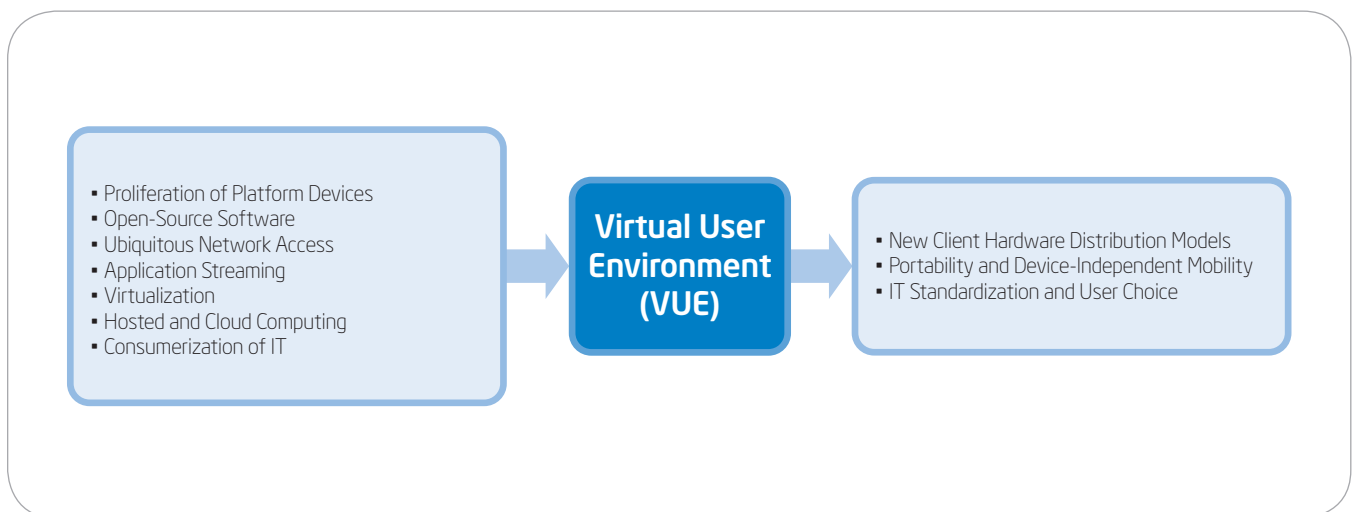 ▪ Proliferation of Platform Devices
▪ Open-Source Software
▪ Ubiquitous Network Access
▪ Application Streaming
▪ Virtualization
▪ Hosted and Cloud Computing
▪ Consumerization of IT
Virtual User
Environment
(VUE)
▪ New Client Hardware Distribution Models
▪ Portability and Device-Independent Mobility
▪ IT Standardization and User Choice